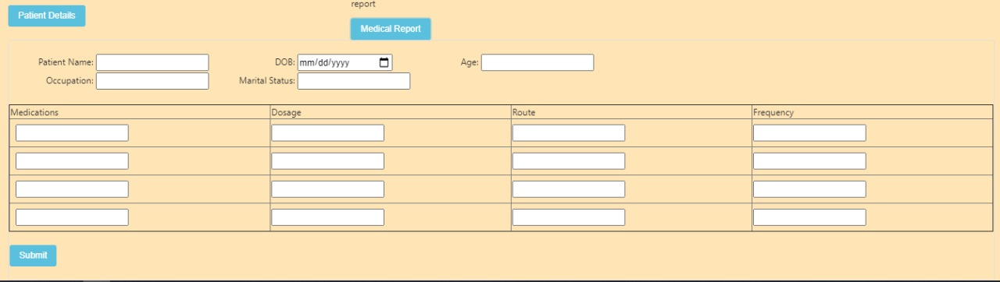 report
Patient Details
Medical Report
Patient Name: DOB: mm/dd/yyyy Age:
Occupation: Marital Status:
Medications Dosage Route Frequency
Submit